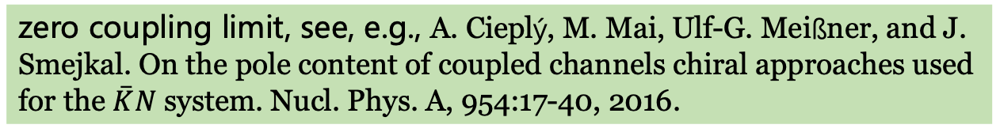 zero coupling limit, see, e.g., A. Cieplý, M. Mai, Ulf-G. Meißner, and J.
Smejkal. On the pole content of coupled channels chiral approaches used
for the K̄N system. Nucl. Phys. A, 954:17-40, 2016.